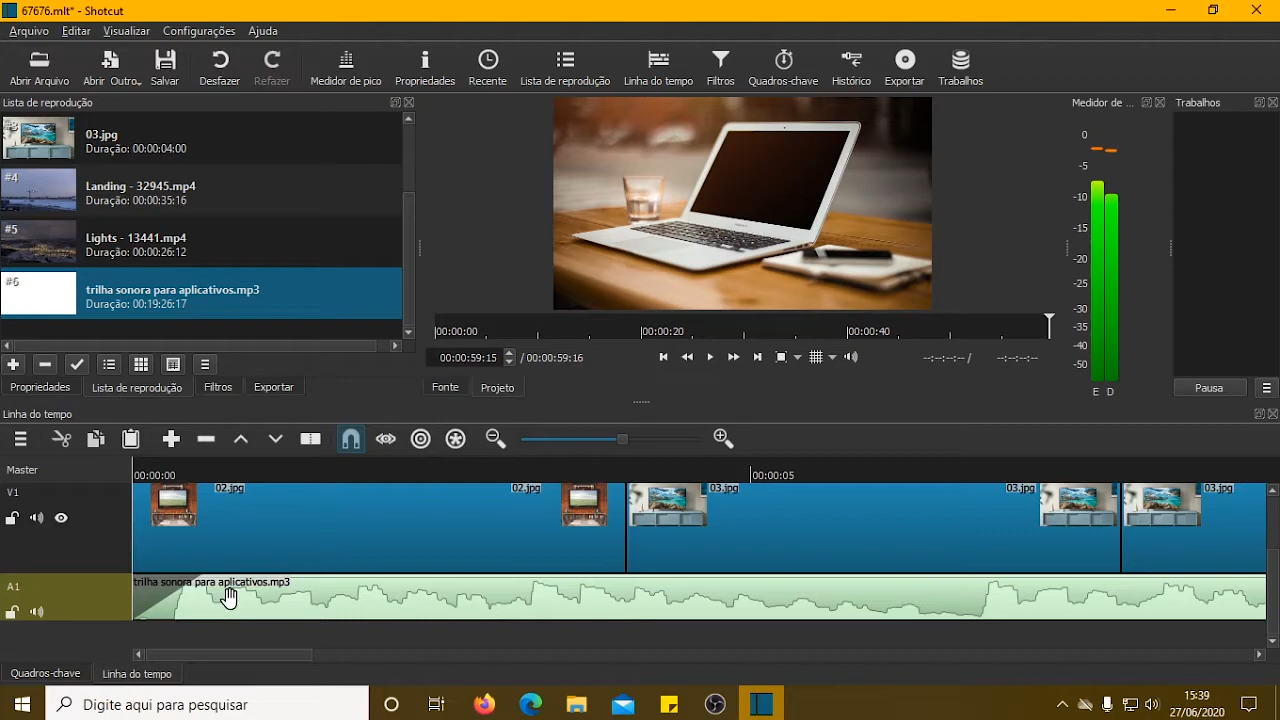 67676.mlt* - Shotcut
Arquivo Editar Visualizar Configurações Ajuda
Abrir Arquivo Abrir Outro... Salvar Desfazer Refazer Medidor de pico Propriedades Recente Lista de reprodução Linha do tempo Filtros Quadros-chave Histórico Exportar Trabalhos
Lista de reprodução
03.jpg
Duração: 00:00:04:00
#4
Landing - 32945.mp4
Duração: 00:00:35:16
#5
Lights - 13441.mp4
Duração: 00:00:26:12
#6
trilha sonora para aplicativos.mp3
Duração: 00:19:26:17
Propriedades Lista de reprodução Filtros Exportar
00:00:00 00:00:20 00:00:40
00:00:59:15 / 00:00:59:16 --:--:--:-- / --:--:--:--
Fonte Projeto
Medidor de ...
0
-5
-10
-15
-20
-25
-30
-35
-40
-50
E D
Trabalhos
Pausa
Linha do tempo
Master
00:00:00 00:00:05
V1
02.jpg 02.jpg 03.jpg 03.jpg 03.jpg
A1
trilha sonora para aplicativos.mp3
Quadros-chave Linha do tempo
Digite aqui para pesquisar
15:39
27/06/2020